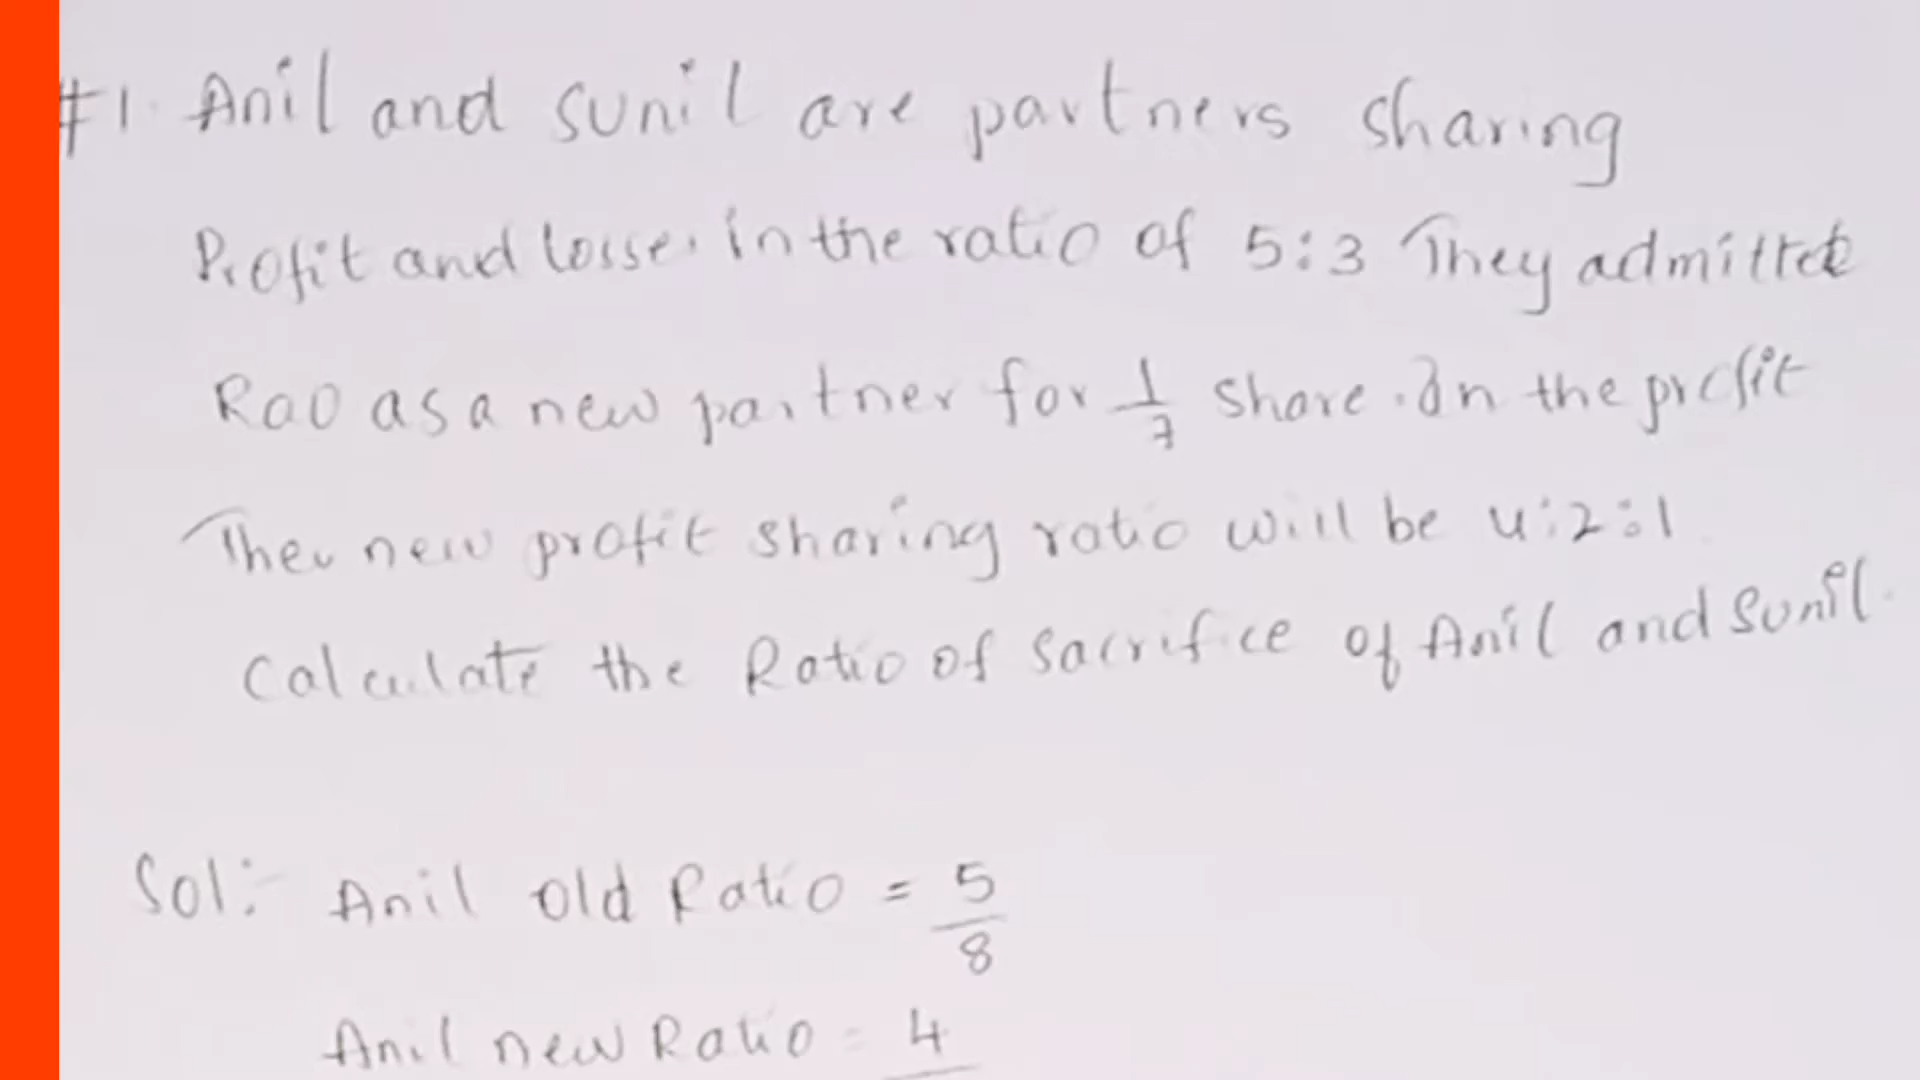 #1. Anil and Sunil are partners sharing
Profit and losses in the ratio of 5:3 They admitted
Rao as a new partner for 1/7 share. In the profit
The new profit sharing ratio will be 4:2:1.
Calculate the Ratio of Sacrifice of Anil and Sunil.
Sol:- Anil Old Ratio = 5/8
Anil new Ratio = 4